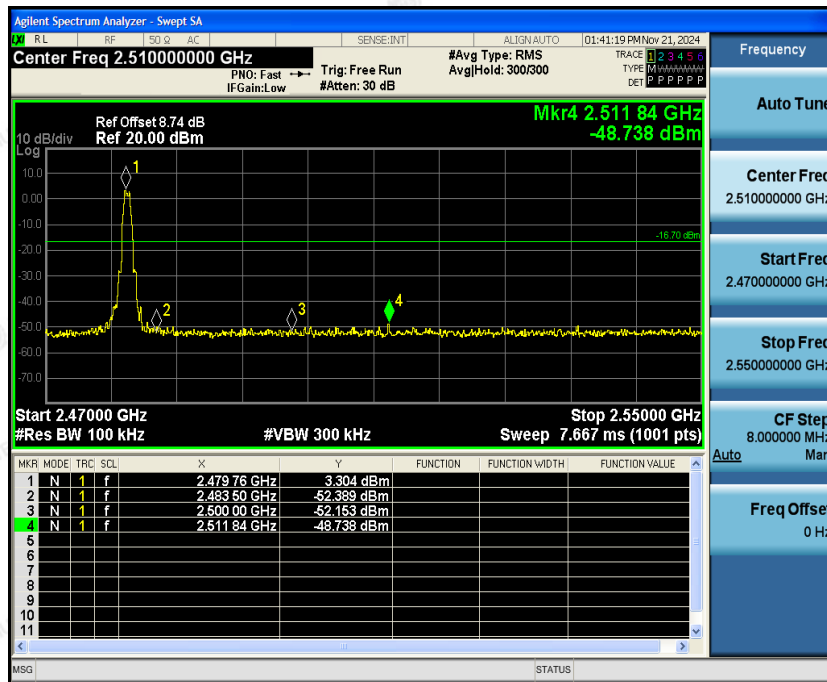 Agilent Spectrum Analyzer - Swept SA
LXI RL RF 50 Ω AC SENSE:INT ALIGN AUTO 01:41:19 PM Nov 21, 2024
Center Freq 2.510000000 GHz
PNO: Fast
IFGain:Low
Trig: Free Run
#Atten: 30 dB
#Avg Type: RMS
Avg|Hold: 300/300
TRACE 1 2 3 4 5 6
TYPE MWWWWW
DET P P P P P P
Mkr4 2.511 84 GHz
-48.738 dBm
Ref Offset 8.74 dB
10 dB/div Ref 20.00 dBm
Log
10.0
0.00
-10.0
-20.0
-30.0
-40.0
-50.0
-60.0
-70.0
1
2
3
4
-16.70 dBm
Start 2.47000 GHz Stop 2.55000 GHz
#Res BW 100 kHz #VBW 300 kHz Sweep 7.667 ms (1001 pts)
MKR MODE TRC SCL X Y FUNCTION FUNCTION WIDTH FUNCTION VALUE
1 N 1 f 2.479 76 GHz 3.304 dBm
2 N 1 f 2.483 50 GHz -52.389 dBm
3 N 1 f 2.500 00 GHz -52.153 dBm
4 N 1 f 2.511 84 GHz -48.738 dBm
5
6
7
8
9
10
11
MSG STATUS
Frequency
Auto Tune
Center Freq
2.510000000 GHz
Start Freq
2.470000000 GHz
Stop Freq
2.550000000 GHz
CF Step
8.000000 MHz
Auto Man
Freq Offset
0 Hz